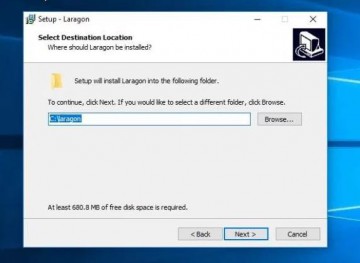 Setup - Laragon
Select Destination Location
Where should Laragon be installed?
Setup will install Laragon into the following folder.
To continue, click Next. If you would like to select a different folder, click Browse.
C:\laragon
Browse...
At least 680.8 MB of free disk space is required.
< Back
Next >
Cancel